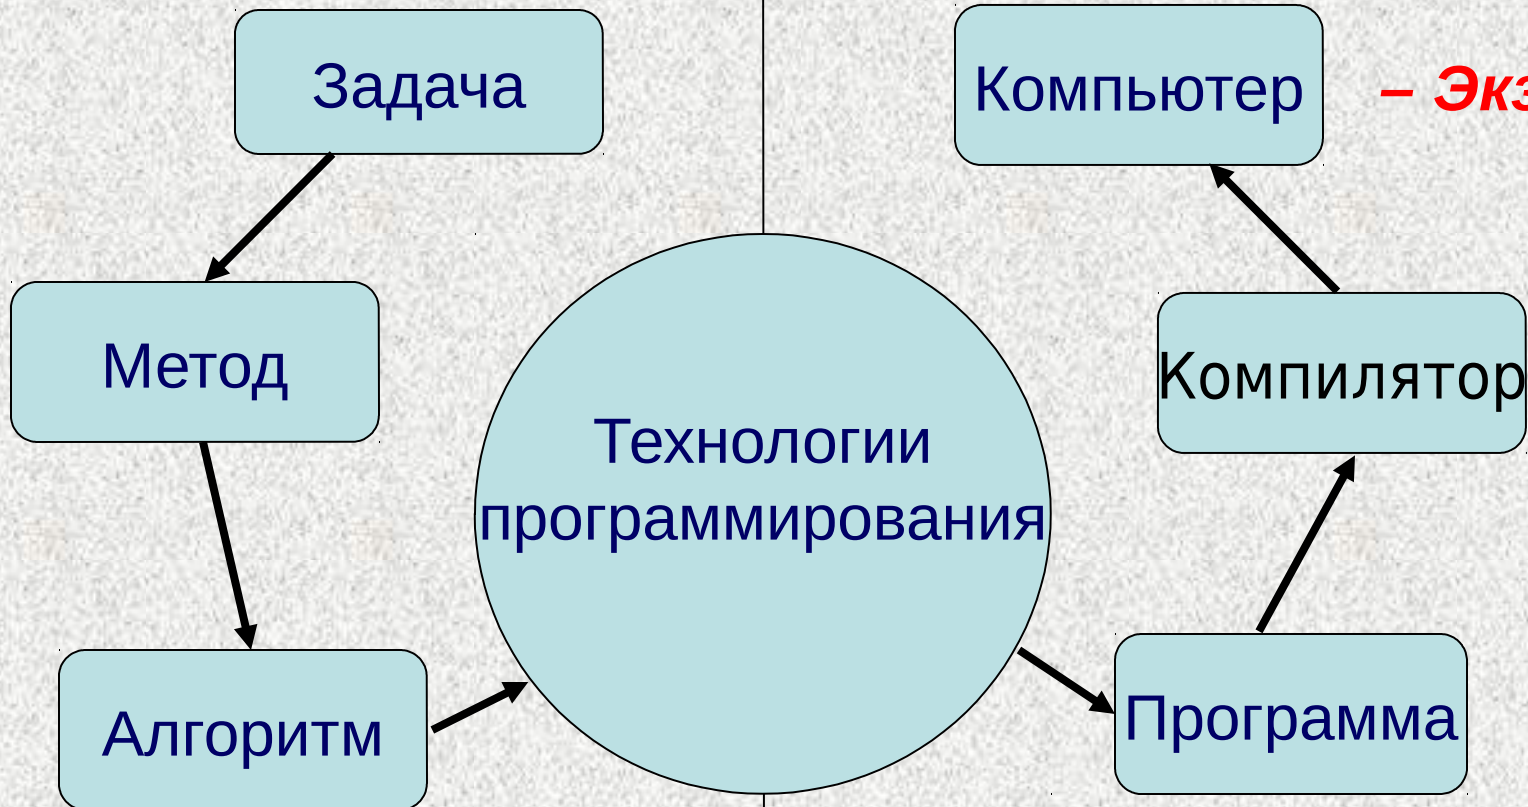 Задача
Компьютер
Метод
Компилятор
Технологии
программирования
Алгоритм
Программа